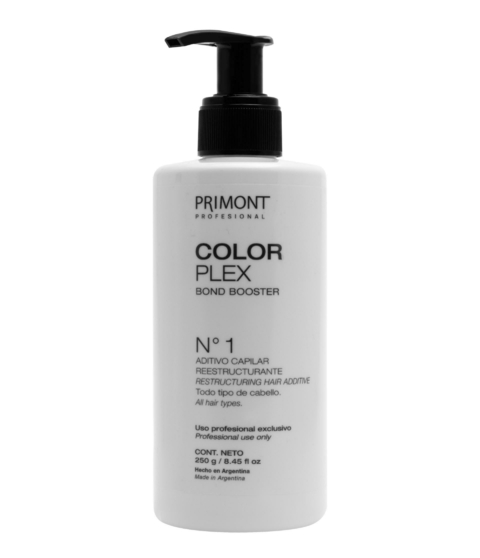 PRIMONT
PROFESIONAL
COLOR
PLEX
BOND BOOSTER
N° 1
ADITIVO CAPILAR
REESTRUCTURANTE
RESTRUCTURING HAIR ADDITIVE
Todo tipo de cabello.
All hair types.
Uso profesional exclusivo
Professional use only
CONT. NETO
250 g / 8.45 fl oz
Hecho en Argentina
Made in Argentina